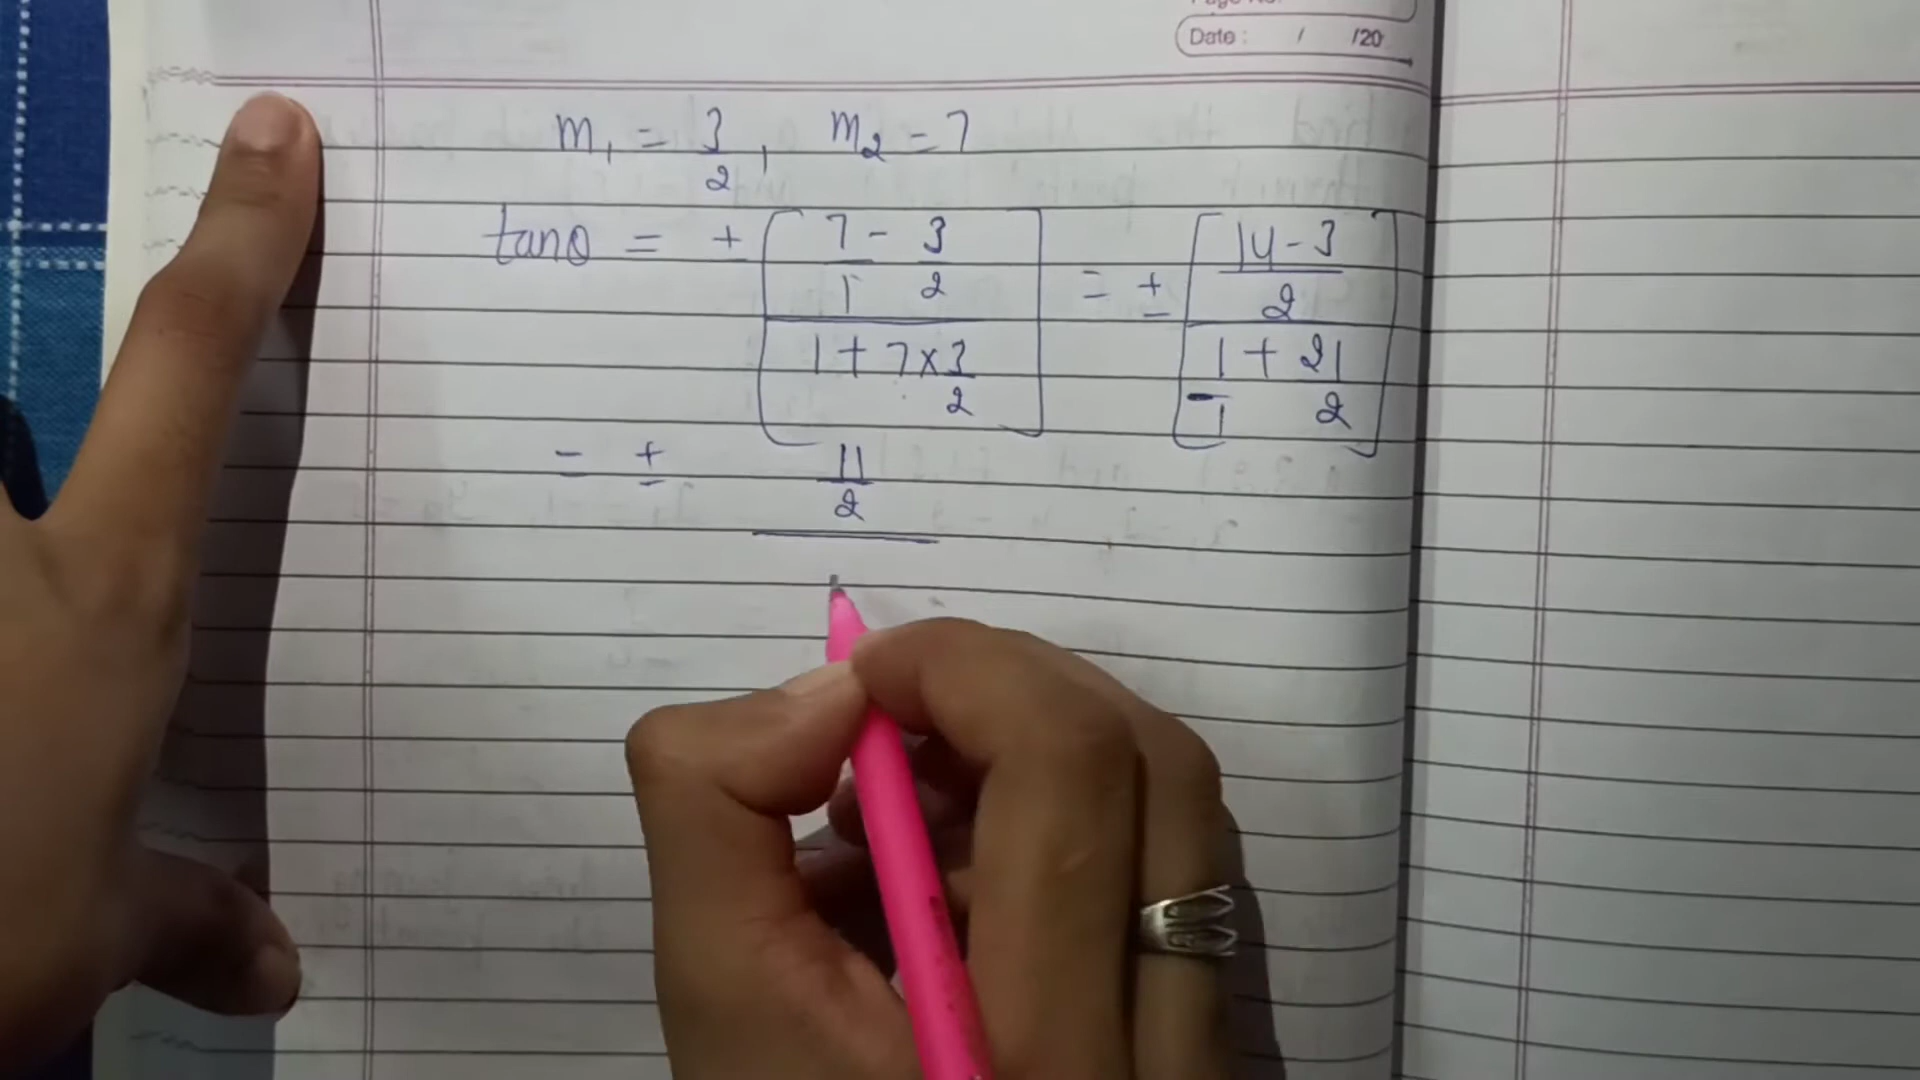 Date : / /20
m₁ = 3/2, m₂ = 7
tanθ = ± [(7/1 - 3/2)/(1 + 7×3/2)] = ± [((14-3)/2)/(1/1 + 21/2)]
= ± 11/2